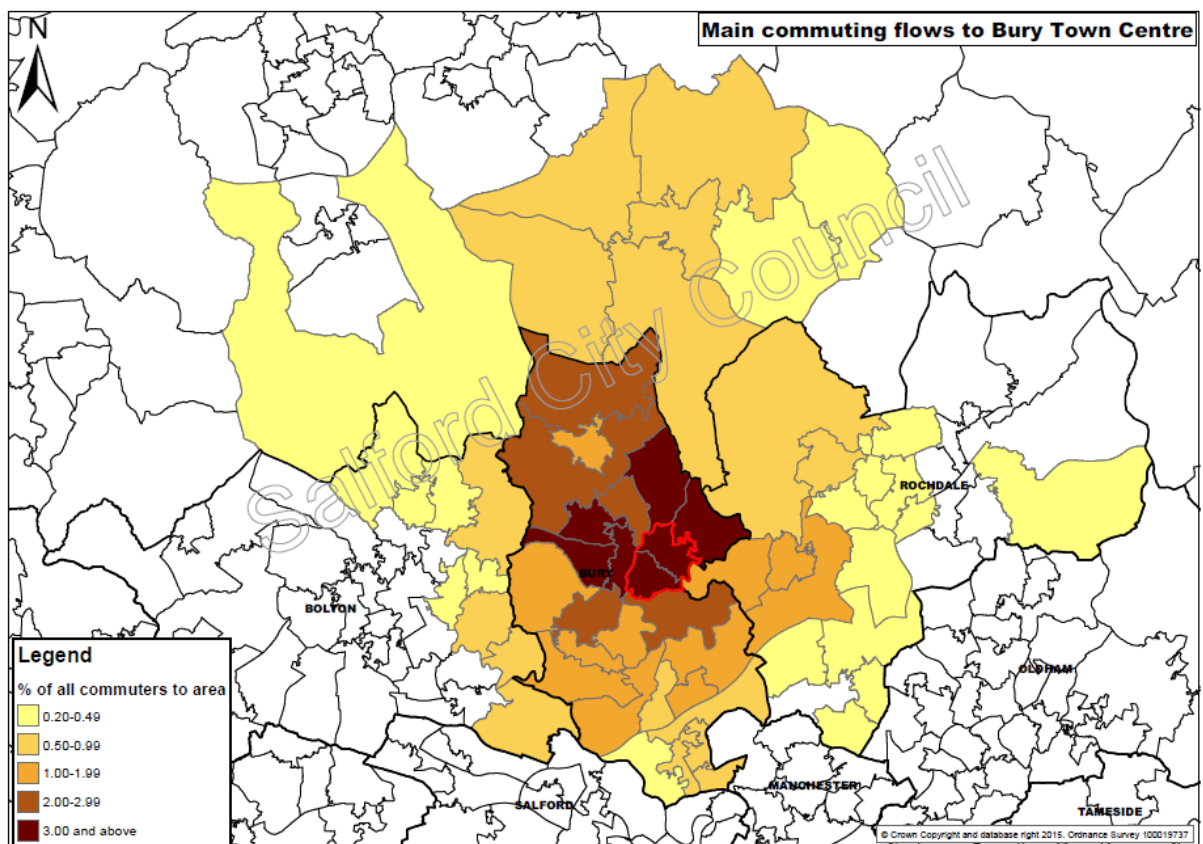 N
Main commuting flows to Bury Town Centre
Salford City Council
ROCHDALE
BURY
BOLTON
OLDHAM
MANCHESTER
SALFORD
TAMESIDE
Legend
% of all commuters to area
0.20-0.49
0.50-0.99
1.00-1.99
2.00-2.99
3.00 and above
© Crown Copyright and database right 2015. Ordnance Survey 100019737